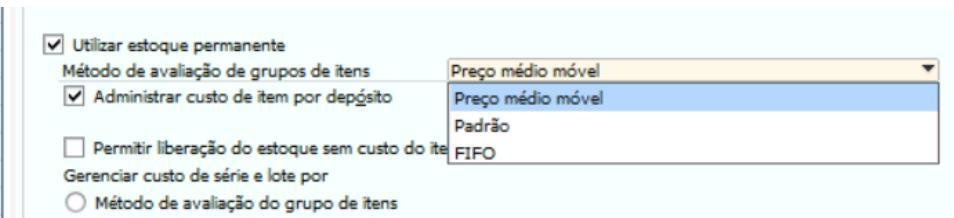 Utilizar estoque permanente
Método de avaliação de grupos de itens Preço médio móvel
Administrar custo de item por depósito Preço médio móvel
Padrão
Permitir liberação do estoque sem custo do ite FIFO
Gerenciar custo de série e lote por
Método de avaliação do grupo de itens